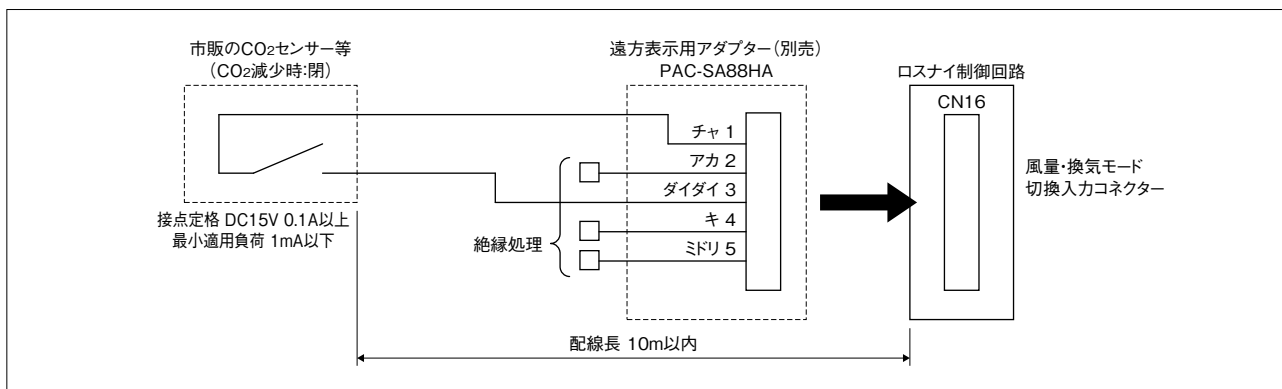 市販のCO2センサー等
（CO2減少時:閉）
接点定格 DC15V 0.1A以上
最小適用負荷 1mA以下
遠方表示用アダプター（別売）
PAC-SA88HA
チャ 1
アカ 2
ダイダイ 3
キ 4
ミドリ 5
絶縁処理
ロスナイ制御回路
CN16
風量・換気モード
切換入力コネクター
配線長 10m以内